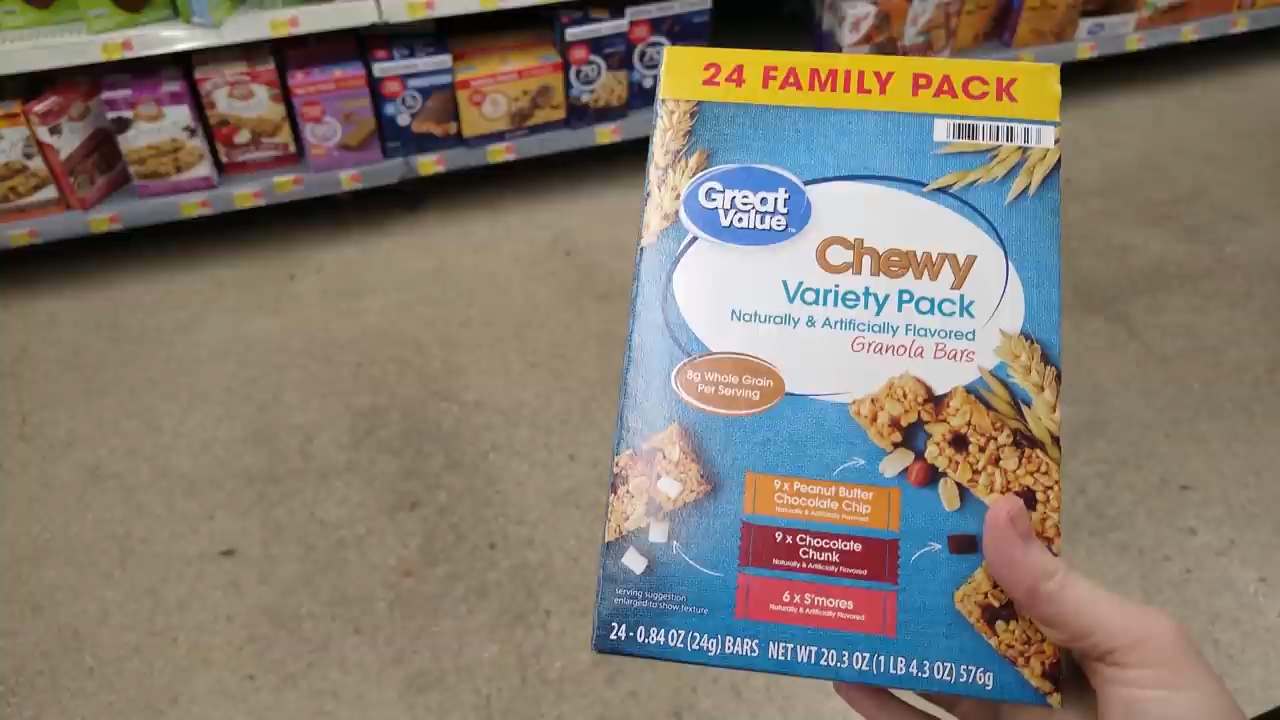 24 FAMILY PACK
Great
Value™
Chewy
Variety Pack
Naturally & Artificially Flavored
Granola Bars
8g Whole Grain
Per Serving
9 x Peanut Butter
Chocolate Chip
Naturally & Artificially Flavored
9 x Chocolate
Chunk
Naturally & Artificially Flavored
6 x S'mores
Naturally & Artificially Flavored
serving suggestion
enlarged to show texture
24 - 0.84 OZ (24g) BARS NET WT 20.3 OZ (1 LB 4.3 OZ) 576g